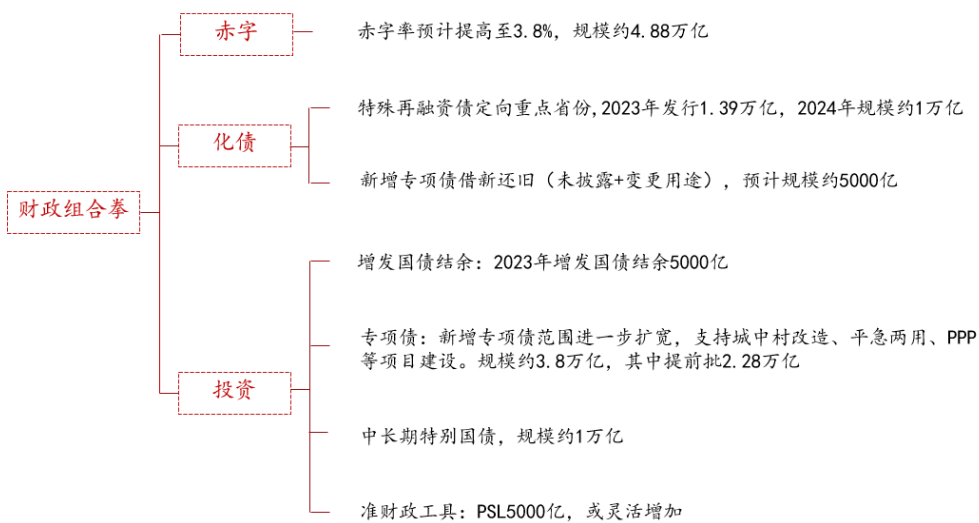 赤字
赤字率预计提高至3.8%，规模约4.88万亿
特殊再融资债定向重点省份,2023年发行1.39万亿，2024年规模约1万亿
化债
新增专项债借新还旧（未披露+变更用途），预计规模约5000亿
财政组合拳
增发国债结余：2023年增发国债结余5000亿
专项债：新增专项债范围进一步扩宽，支持城中村改造、平急两用、PPP
等项目建设。规模约3.8万亿，其中提前批2.28万亿
投资
中长期特别国债，规模约1万亿
准财政工具：PSL5000亿，或灵活增加